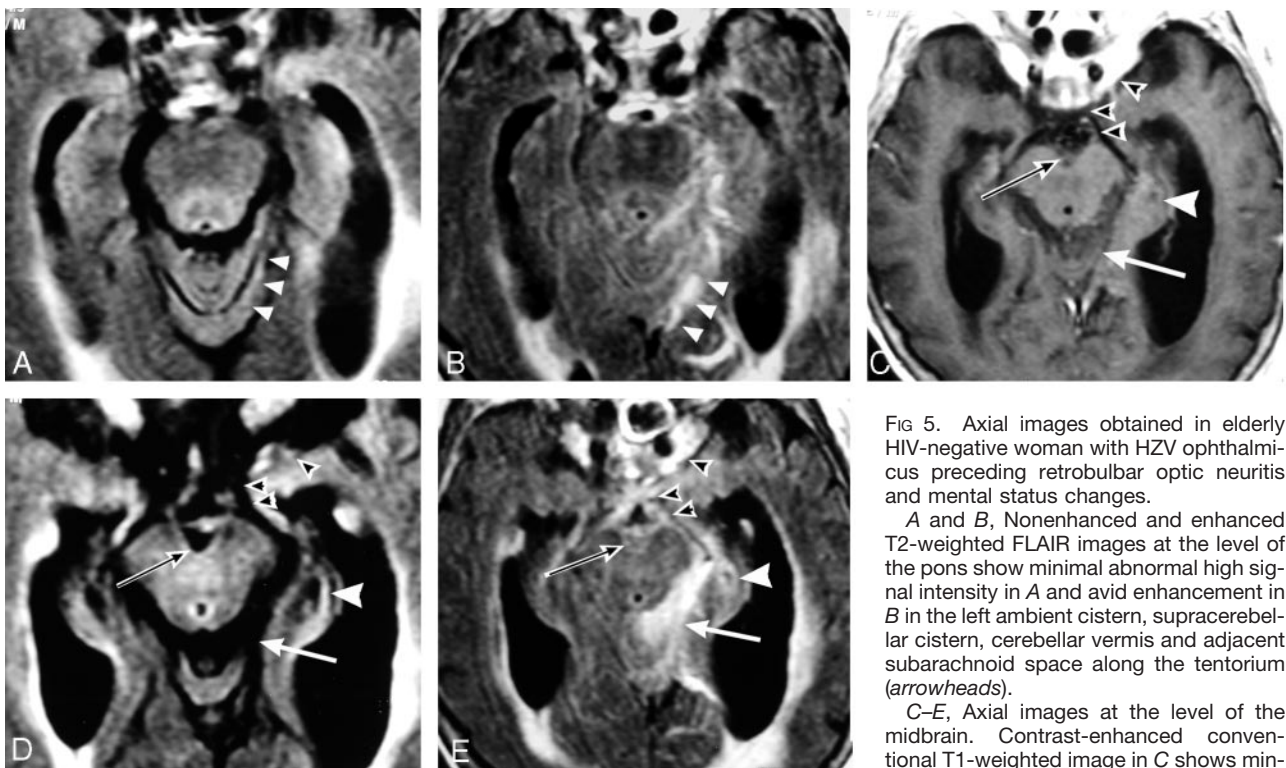 /M
A
B
C
D
E
FIG 5. Axial images obtained in elderly
HIV-negative woman with HZV ophthalmi-
cus preceding retrobulbar optic neuritis
and mental status changes.
A and B, Nonenhanced and enhanced
T2-weighted FLAIR images at the level of
the pons show minimal abnormal high sig-
nal intensity in A and avid enhancement in
B in the left ambient cistern, supracerebel-
lar cistern, cerebellar vermis and adjacent
subarachnoid space along the tentorium
(arrowheads).
C–E, Axial images at the level of the
midbrain. Contrast-enhanced conven-
tional T1-weighted image in C shows min-